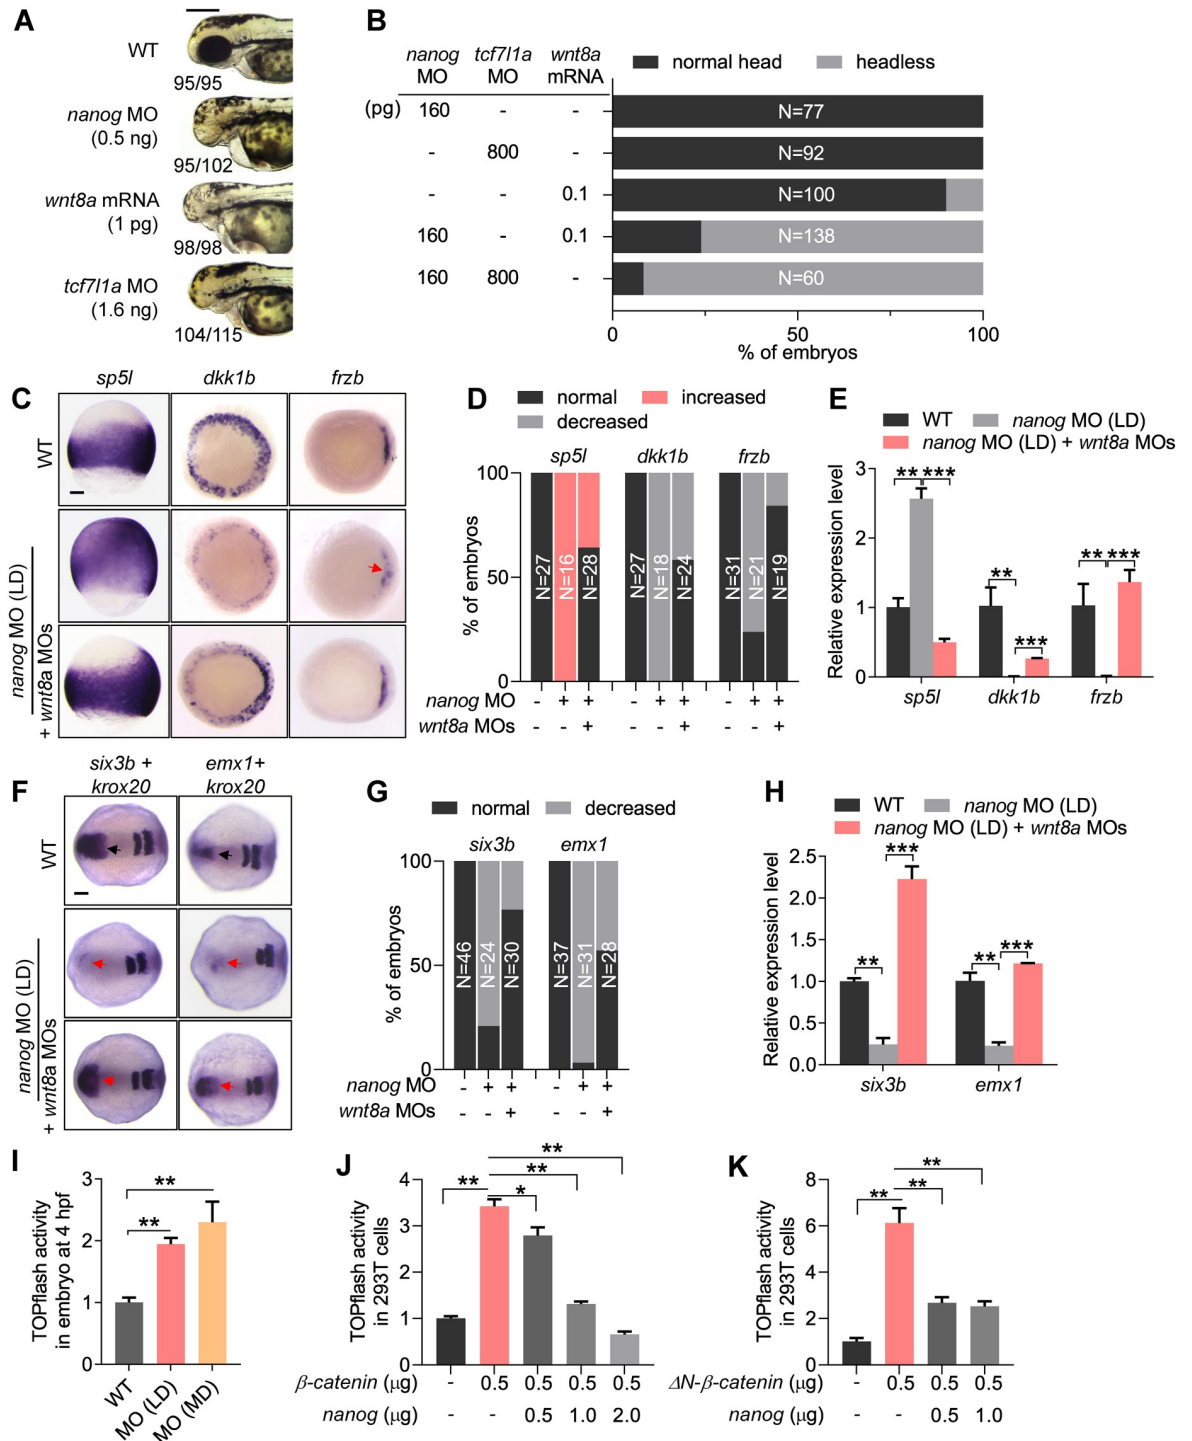 A
WT
95/95
nanog MO
(0.5 ng)
95/102
wnt8a mRNA
(1 pg)
98/98
tcf7l1a MO
(1.6 ng)
104/115
B
nanog MO
tcf7l1a MO
wnt8a mRNA
normal head
headless
(pg) 160 - - N=77
- 800 - N=92
- - 0.1 N=100
160 - 0.1 N=138
160 800 - N=60
0 50 100
% of embryos
C
sp5l dkk1b frzb
WT
nanog MO (LD)
+ wnt8a MOs
D
normal increased
decreased
sp5l dkk1b frzb
% of embryos
100
50
0
N=27 N=16 N=28 N=27 N=18 N=24 N=31 N=21 N=19
nanog MO - + + - + + - + +
wnt8a MOs - - + - - + - - +
E
WT nanog MO (LD)
nanog MO (LD) + wnt8a MOs
Relative expression level
3
2
1
0
** *** ** *** ** ***
sp5l dkk1b frzb
F
six3b + krox20
emx1+ krox20
WT
nanog MO (LD)
+ wnt8a MOs
G
normal decreased
six3b emx1
% of embryos
100
50
0
N=46 N=24 N=30 N=37 N=31 N=28
nanog MO - + + - + +
wnt8a MOs - - + - - +
H
WT nanog MO (LD)
nanog MO (LD) + wnt8a MOs
Relative expression level
2.5
2.0
1.5
1.0
0.5
0.0
** *** ** ***
six3b emx1
I
TOPflash activity
in embryo at 4 hpf
3
2
1
0
** **
WT MO (LD) MO (MD)
J
TOPflash activity
in 293T cells
4
3
2
1
0
** * ** **
β-catenin (μg) - 0.5 0.5 0.5 0.5
nanog (μg) - - 0.5 1.0 2.0
K
TOPflash activity
in 293T cells
8
6
4
2
0
** ** **
ΔN-β-catenin (μg) - 0.5 0.5 0.5
nanog (μg) - - 0.5 1.0